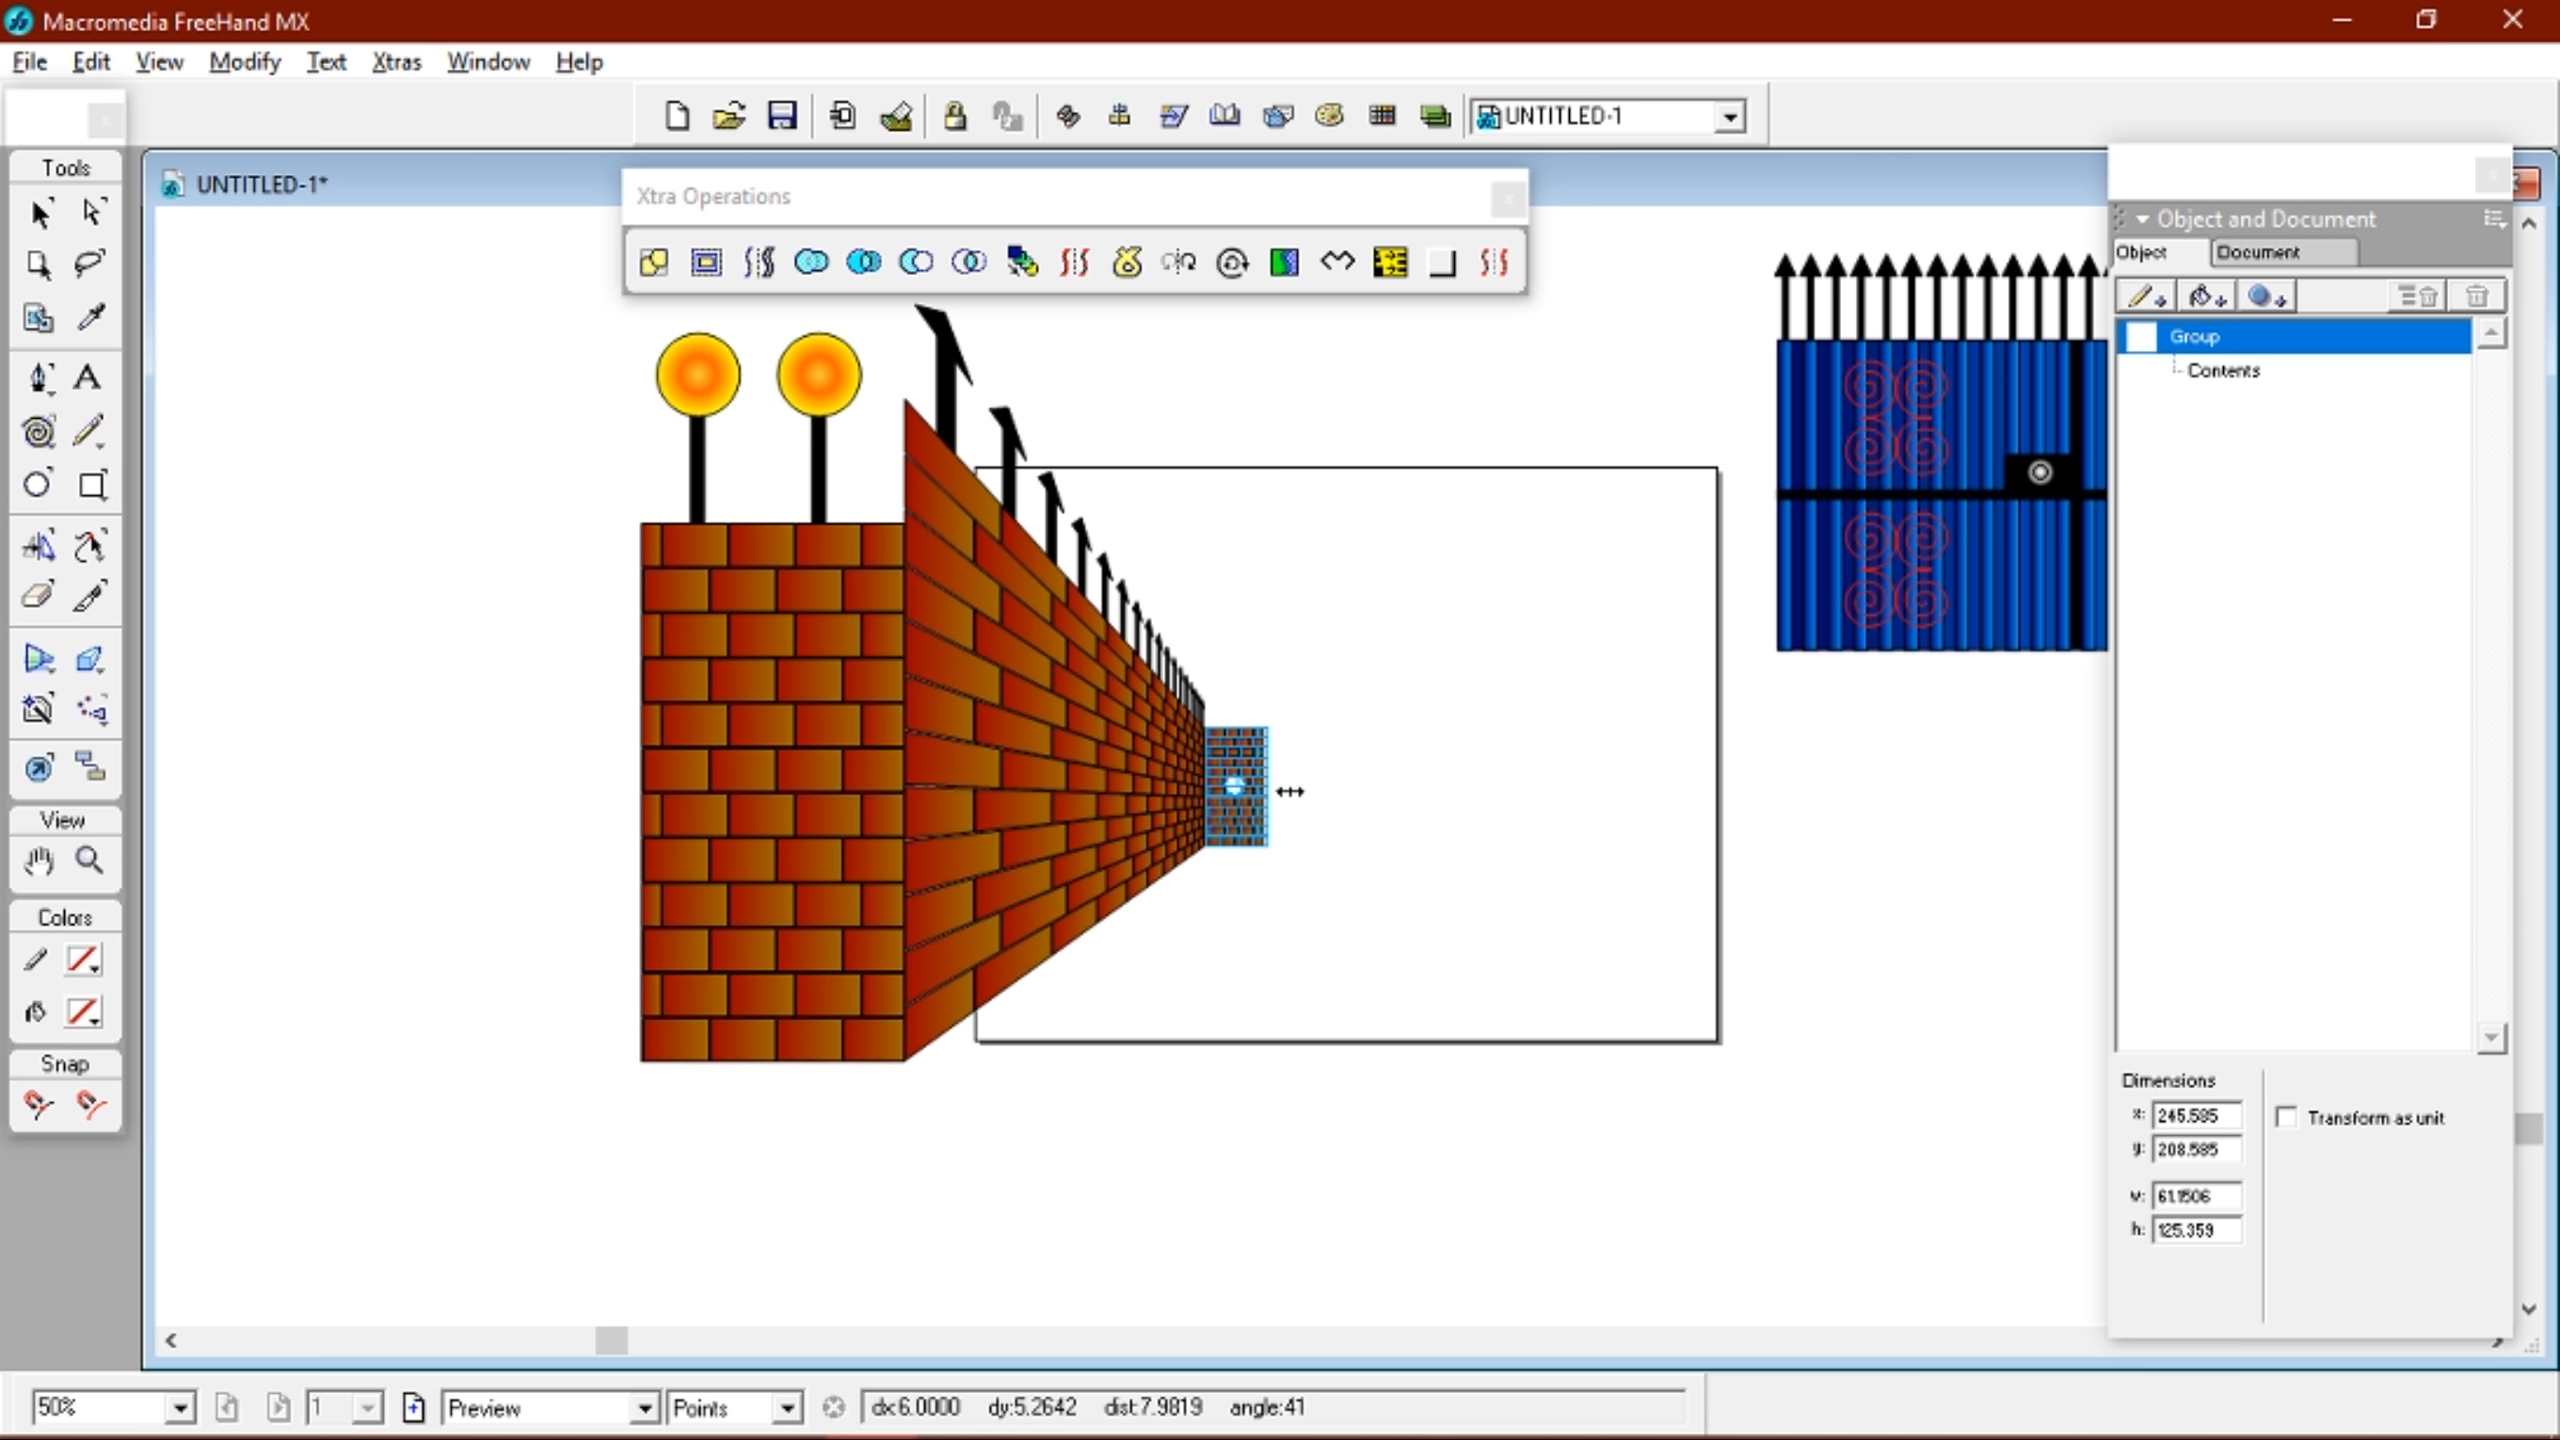 Macromedia FreeHand MX
File Edit View Modify Text Xtras Window Help
UNTITLED-1
Tools
UNTITLED-1*
Xtra Operations
Object and Document
Object Document
Group
Contents
View
Colors
Snap
Dimensions
x: 245.585
y: 208.585
w: 61.1506
h: 125.359
Transform as unit
50% 1 Preview Points dx:6.0000 dy:5.2642 dist:7.9819 angle:41